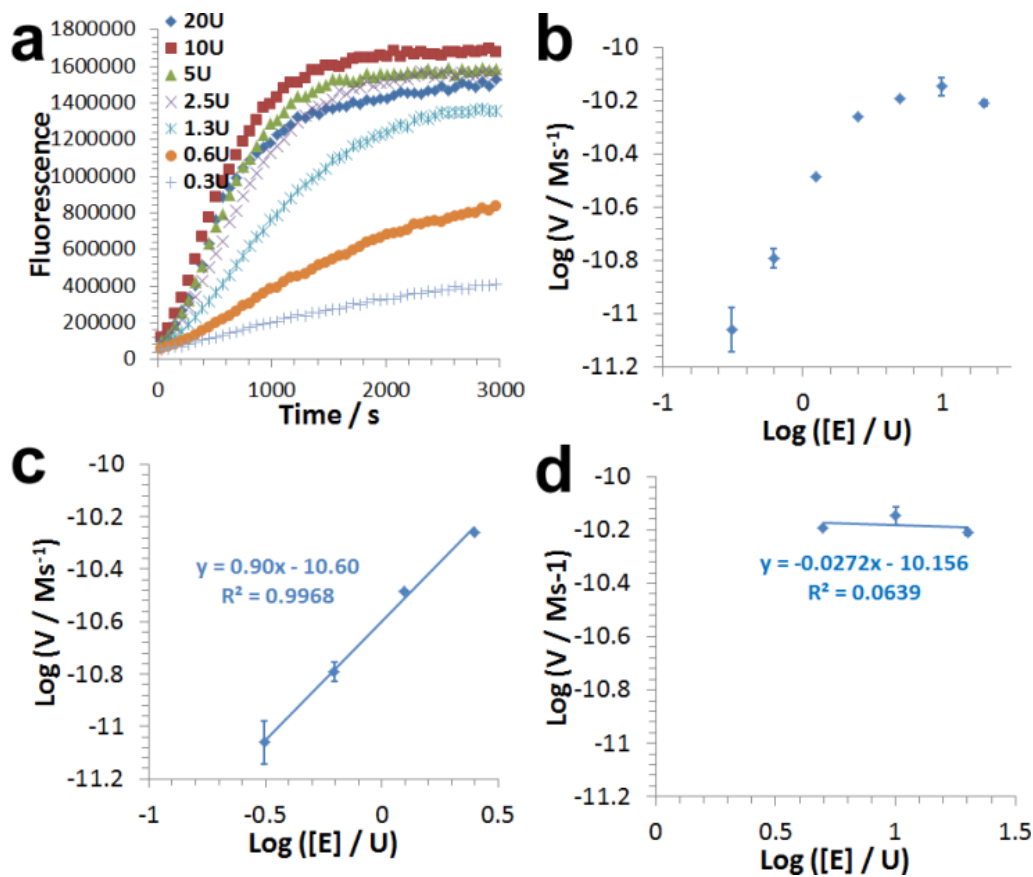 a
20U
10U
5U
2.5U
1.3U
0.6U
0.3U
1800000
1600000
1400000
1200000
1000000
800000
600000
400000
200000
0
0
1000
2000
3000
Fluorescence
Time / s
b
-10
-10.2
-10.4
-10.6
-10.8
-11
-11.2
-1
0
1
Log (V / Ms⁻¹)
Log ([E] / U)
c
-10
-10.2
-10.4
-10.6
-10.8
-11
-11.2
-1
-0.5
0
0.5
y = 0.90x - 10.60
R² = 0.9968
Log (V / Ms⁻¹)
Log ([E] / U)
d
-10
-10.2
-10.4
-10.6
-10.8
-11
-11.2
0
0.5
1
1.5
y = -0.0272x - 10.156
R² = 0.0639
Log (V / Ms-1)
Log ([E] / U)